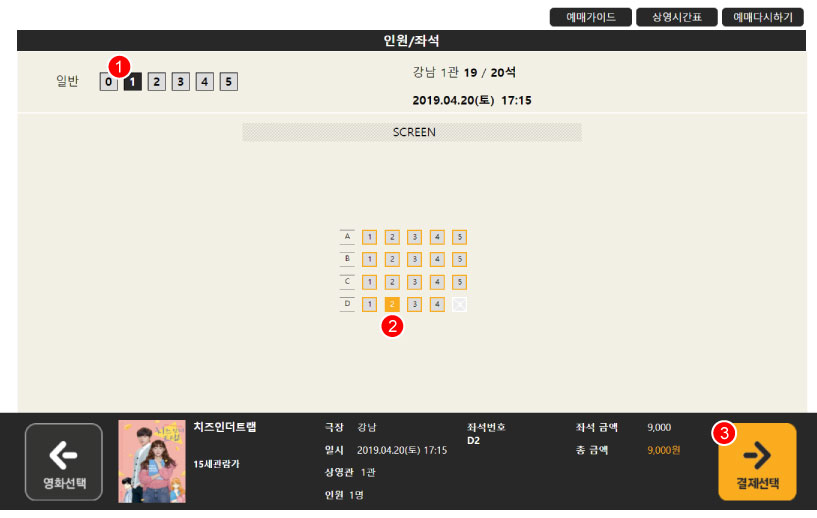 예매가이드 상영시간표 예매다시하기
인원/좌석
일반 0 1 2 3 4 5
1
강남 1관 19 / 20석
2019.04.20(토) 17:15
SCREEN
A 1 2 3 4 5
B 1 2 3 4 5
C 1 2 3 4 5
D 1 2 3 4 X
2
영화선택
치즈인더트랩
15세관람가
극장 강남
일시 2019.04.20(토) 17:15
상영관 1관
인원 1명
좌석번호
D2
좌석 금액 9,000
총 금액 9,000원
3
결제선택